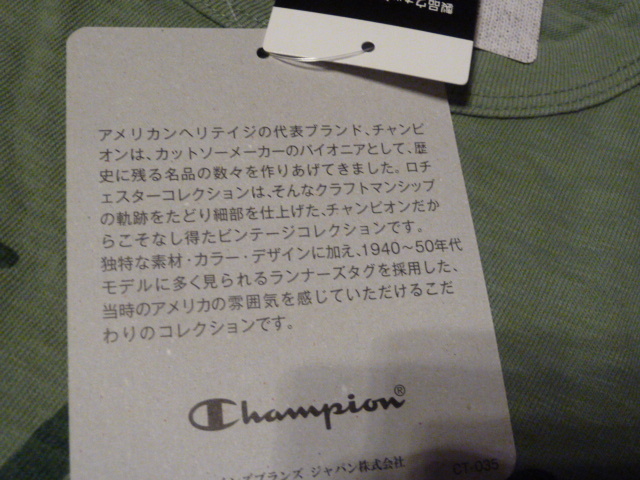 製品ウォッ
アメリカンヘリテイジの代表ブランド、チャンピ
オンは、カットソーメーカーのパイオニアとして、歴
史に残る名品の数々を作りあげてきました。ロチ
ェスターコレクションは、そんなクラフトマンシップ
の軌跡をたどり細部を仕上げた、チャンピオンだか
らこそなし得たビンテージコレクションです。
独特な素材・カラー・デザインに加え、1940〜50年代
モデルに多く見られるランナーズタグを採用した、
当時のアメリカの雰囲気を感じていただけるこだ
わりのコレクションです。
Champion®
ンズブランズ ジャパン株式会社
CT-035